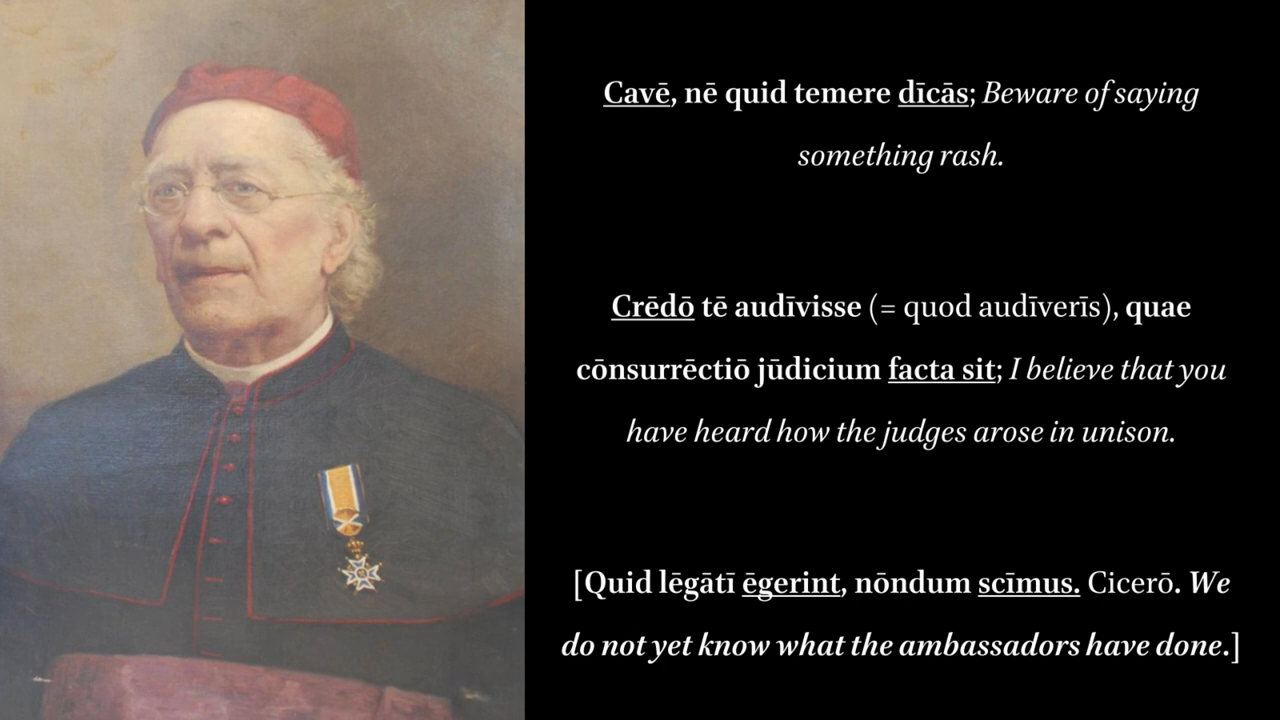 Cavē, nē quid temere dīcās; Beware of saying
something rash.
Crēdō tē audīvisse (= quod audīverīs), quae
cōnsurrēctiō jūdicium facta sit; I believe that you
have heard how the judges arose in unison.
[Quid lēgātī ēgerint, nōndum scīmus. Cicerō. We
do not yet know what the ambassadors have done.]